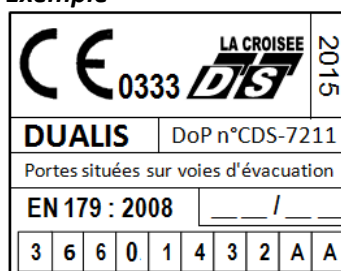 Exemple
CE 0333 LA CROISEE DS 2015
DUALIS DoP n°CDS-7211
Portes situées sur voies d'évacuation
EN 179 : 2008 __ __ / __ __
3 6 6 0 1 4 3 2 A A